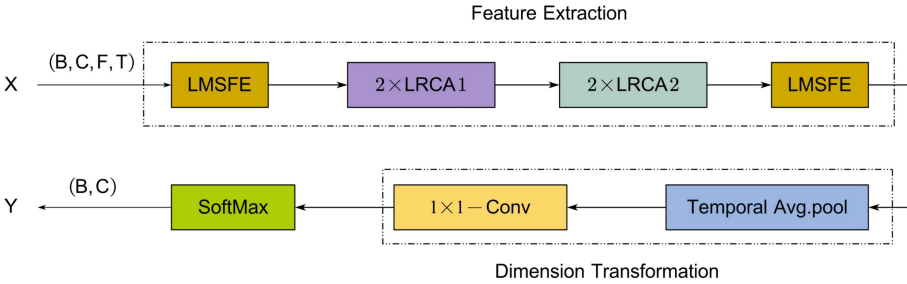 Feature Extraction
(B, C, F, T)
X
LMSFE
2×LRCA1
2×LRCA2
LMSFE
(B, C)
Y
SoftMax
1×1−Conv
Temporal Avg.pool
Dimension Transformation